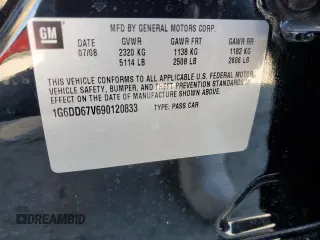 GM
MFD BY GENERAL MOTORS CORP.
DATE GVWR GAWR FR GAWR RR
07/08 2320 KG 1138 KG 1182 KG
5114 LB 2508 LB 2606 LB
THIS VEHICLE CONFORMS TO ALL APPLICABLE U.S. FEDERAL MOTOR
VEHICLE SAFETY, BUMPER, AND THEFT PREVENTION STANDARDS IN
EFFECT ON THE DATE OF MANUFACTURE SHOWN ABOVE.
1G6DD67V690120833 TYPE: PASS CAR
DREAMBID